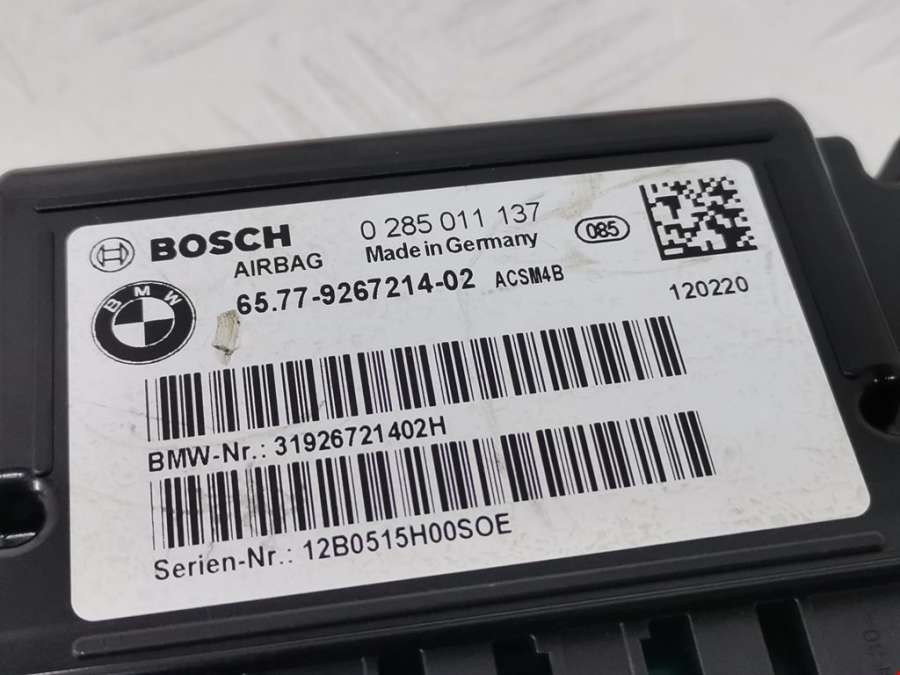 BOSCH 0 285 011 137
AIRBAG Made in Germany 085
BMW 65.77-9267214-02 ACSM4B
120220
BMW-Nr.: 31926721402H
Serien-Nr.: 12B0515H00SOE